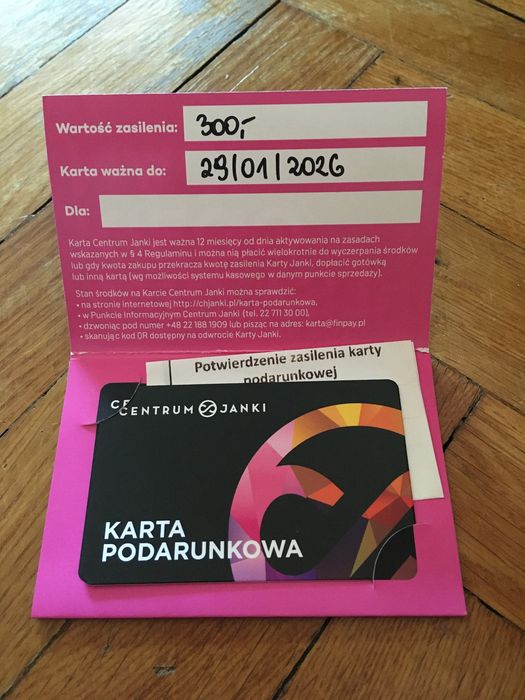 Wartość zasilenia: 300,-
Karta ważna do: 29/01/2026
Dla:
Karta Centrum Janki jest ważna 12 miesięcy od dnia aktywowania na zasadach
wskazanych w § 4 Regulaminu i można nią płacić wielokrotnie do wyczerpania środków
lub gdy kwota zakupu przekracza kwotę zasilenia Karty Janki, dopłacić gotówką
lub inną kartą (wg możliwości systemu kasowego w danym punkcie sprzedaży).
Stan środków na Karcie Centrum Janki można sprawdzić:
• na stronie internetowej http://chjanki.pl/karta-podarunkowa,
• w Punkcie Informacyjnym Centrum Janki (tel. 22 711 30 00),
• dzwoniąc pod numer +48 22 188 1909 lub pisząc na adres: karta@finpay.pl
• skanując kod QR dostępny na odwrocie Karty Janki.
Potwierdzenie zasilenia karty
podarunkowej
CE
CENTRUM JANKI
KARTA
PODARUNKOWA